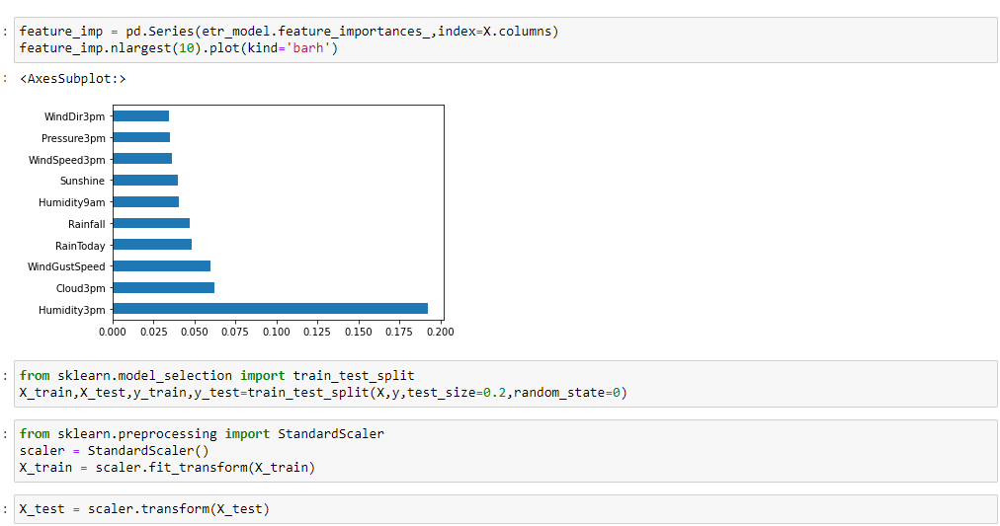 : feature_imp = pd.Series(etr_model.feature_importances_,index=X.columns)
feature_imp.nlargest(10).plot(kind='barh')
: <AxesSubplot:>
WindDir3pm
Pressure3pm
WindSpeed3pm
Sunshine
Humidity9am
Rainfall
RainToday
WindGustSpeed
Cloud3pm
Humidity3pm
0.000 0.025 0.050 0.075 0.100 0.125 0.150 0.175 0.200
: from sklearn.model_selection import train_test_split
X_train,X_test,y_train,y_test=train_test_split(X,y,test_size=0.2,random_state=0)
: from sklearn.preprocessing import StandardScaler
scaler = StandardScaler()
X_train = scaler.fit_transform(X_train)
: X_test = scaler.transform(X_test)